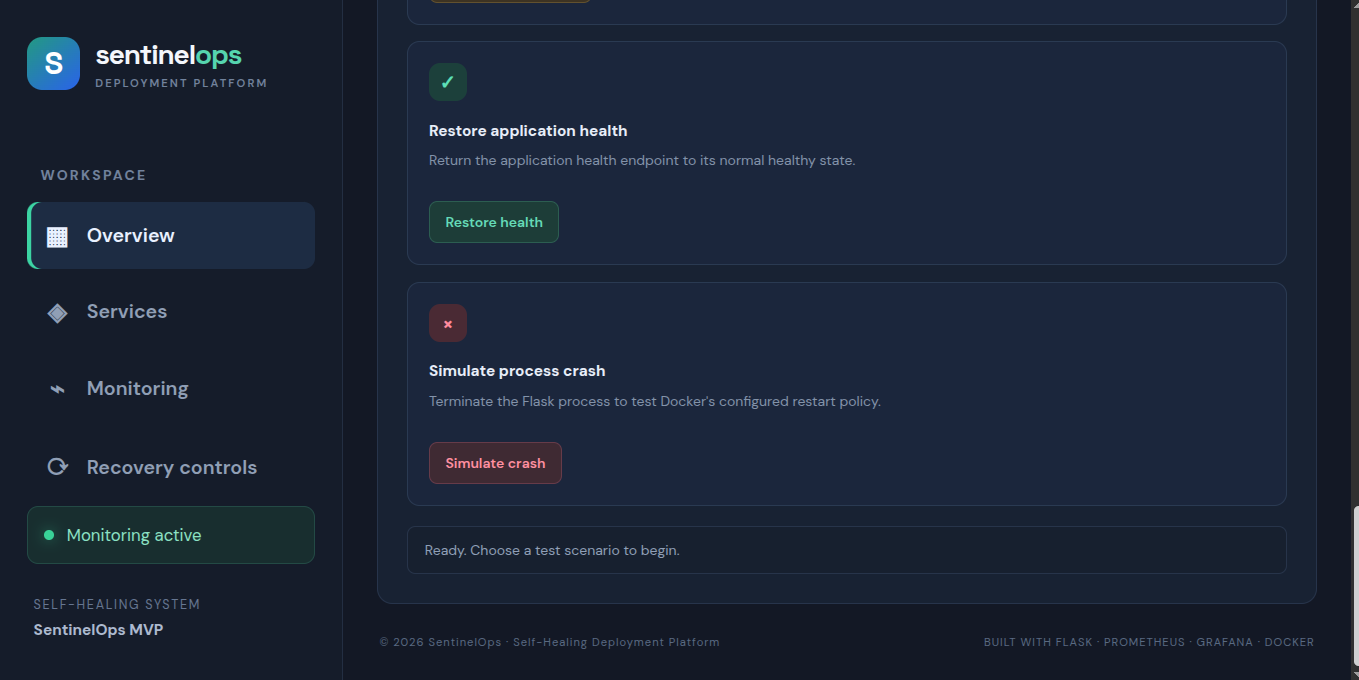 S
sentinelops
DEPLOYMENT PLATFORM
WORKSPACE
Overview
Services
Monitoring
Recovery controls
Monitoring active
SELF-HEALING SYSTEM
SentinelOps MVP
Restore application health
Return the application health endpoint to its normal healthy state.
Restore health
Simulate process crash
Terminate the Flask process to test Docker's configured restart policy.
Simulate crash
Ready. Choose a test scenario to begin.
© 2026 SentinelOps · Self-Healing Deployment Platform
BUILT WITH FLASK · PROMETHEUS · GRAFANA · DOCKER